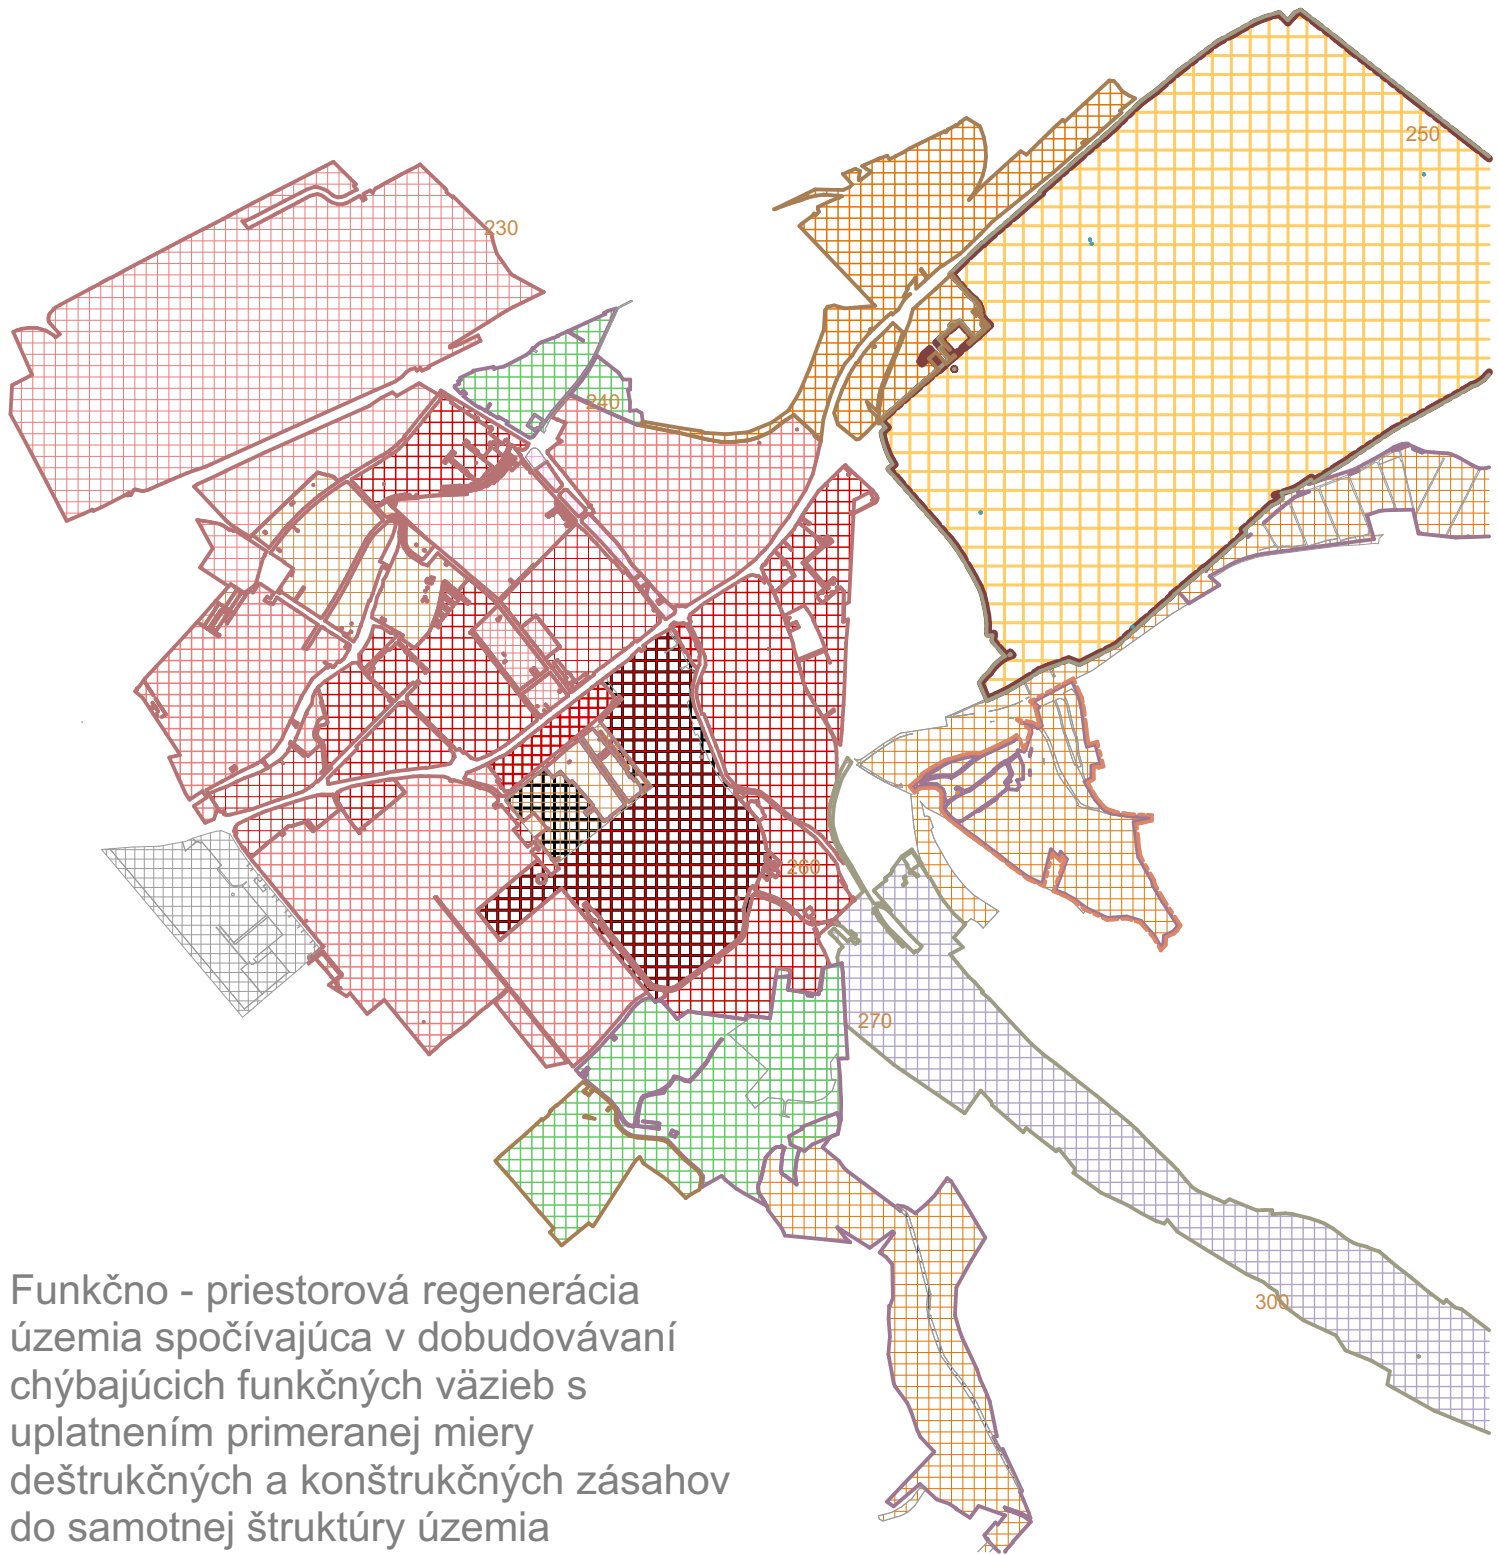 250
230
240
260
270
300
Funkčno - priestorová regenerácia
územia spočívajúca v dobudovávaní
chýbajúcich funkčných väzieb s
uplatnením primeranej miery
deštrukčných a konštrukčných zásahov
do samotnej štruktúry územia